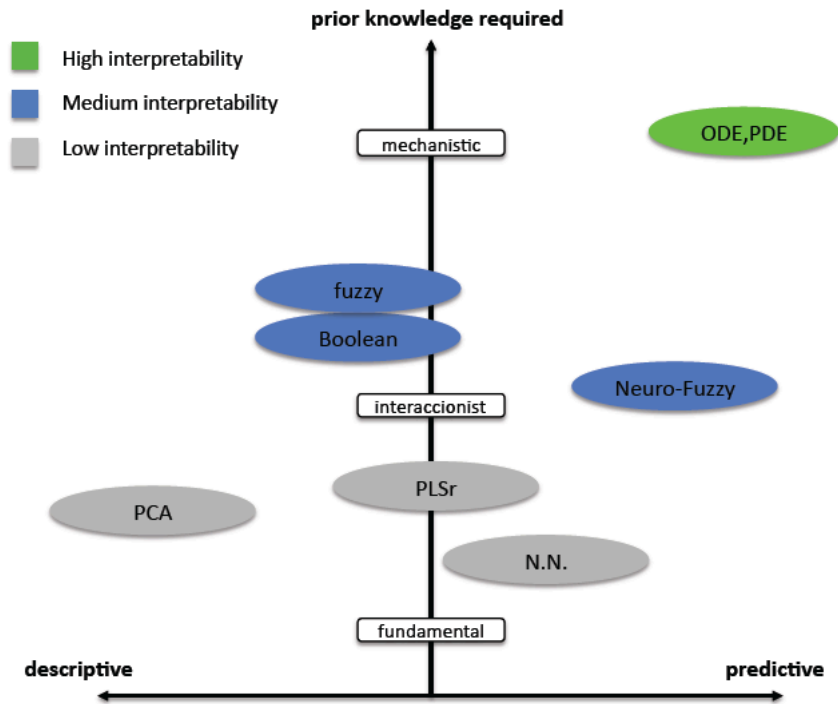 prior knowledge required
High interpretability
Medium interpretability
Low interpretability
ODE,PDE
mechanistic
fuzzy
Boolean
Neuro-Fuzzy
interaccionist
PLSr
PCA
N.N.
fundamental
descriptive
predictive